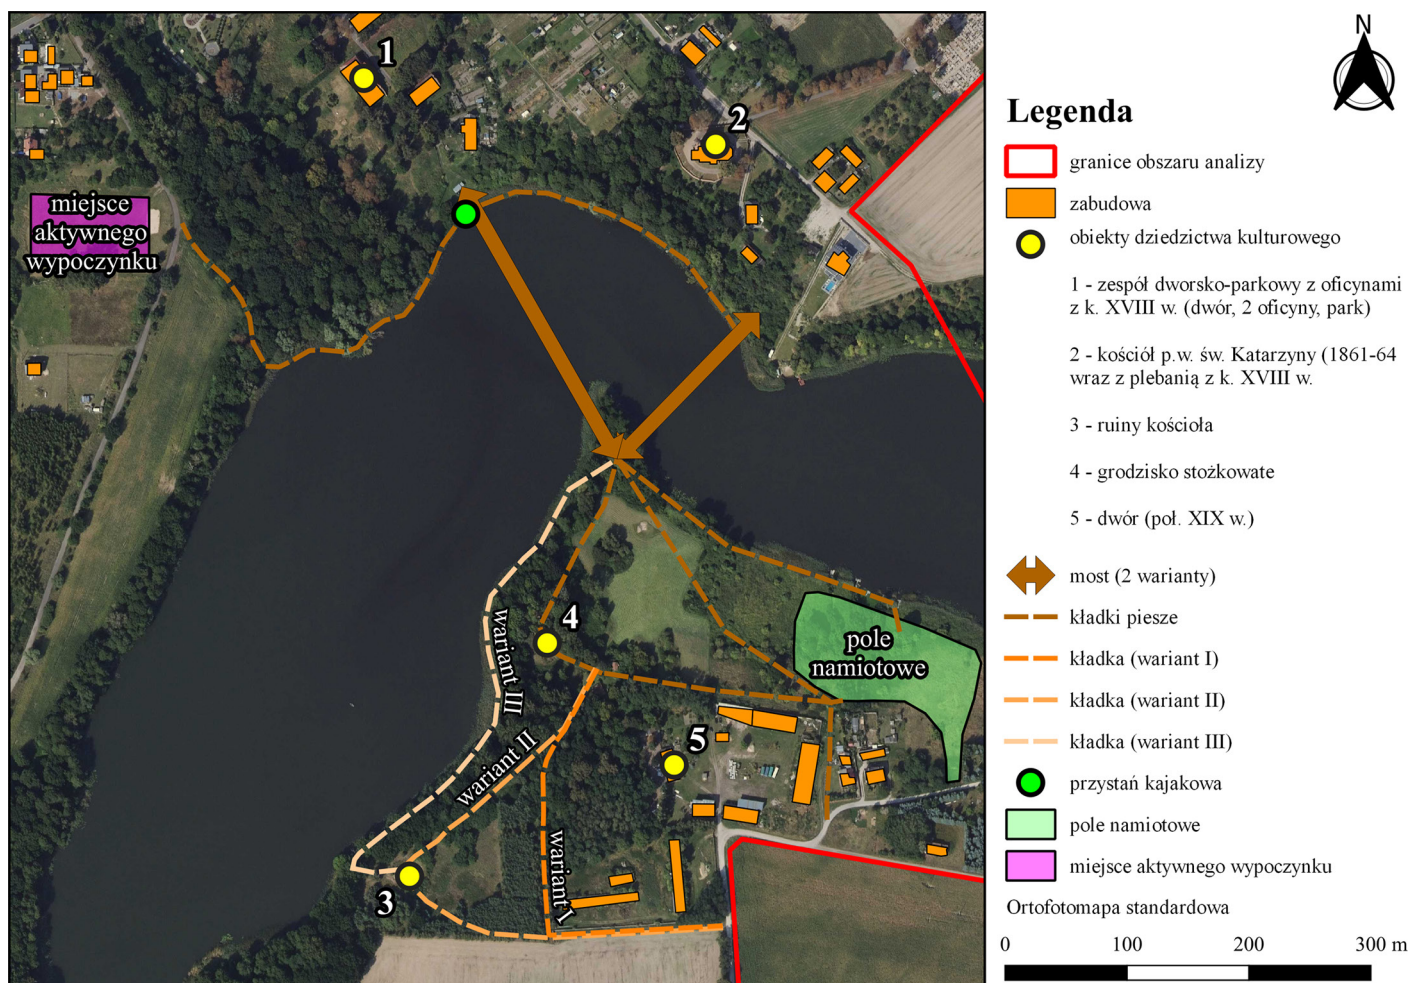 1
2
miejsce
aktywnego
wypoczynku
4
wariant III
pole
namiotowe
5
wariant II
wariant I
3
N
Legenda
granice obszaru analizy
zabudowa
obiekty dziedzictwa kulturowego
1 - zespół dworsko-parkowy z oficynami
z k. XVIII w. (dwór, 2 oficyny, park)
2 - kościół p.w. św. Katarzyny (1861-64
wraz z plebanią z k. XVIII w.
3 - ruiny kościoła
4 - grodzisko stożkowate
5 - dwór (poł. XIX w.)
most (2 warianty)
kładki piesze
kładka (wariant I)
kładka (wariant II)
kładka (wariant III)
przystań kajakowa
pole namiotowe
miejsce aktywnego wypoczynku
Ortofotomapa standardowa
0 100 200 300 m